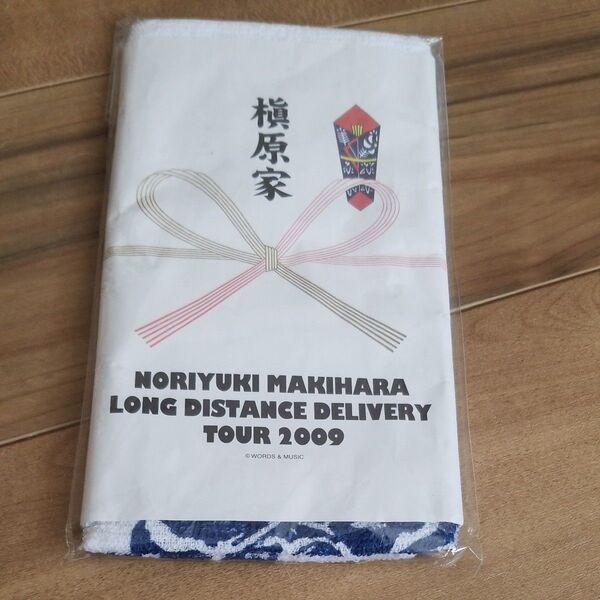 槇原家
NORIYUKI MAKIHARA
LONG DISTANCE DELIVERY
TOUR 2009
© WORDS & MUSIC